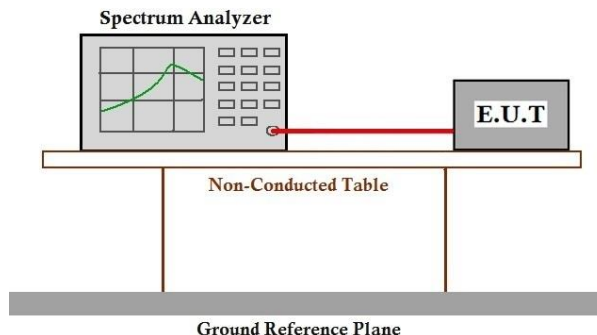 Spectrum Analyzer
E.U.T
Non-Conducted Table
Ground Reference Plane